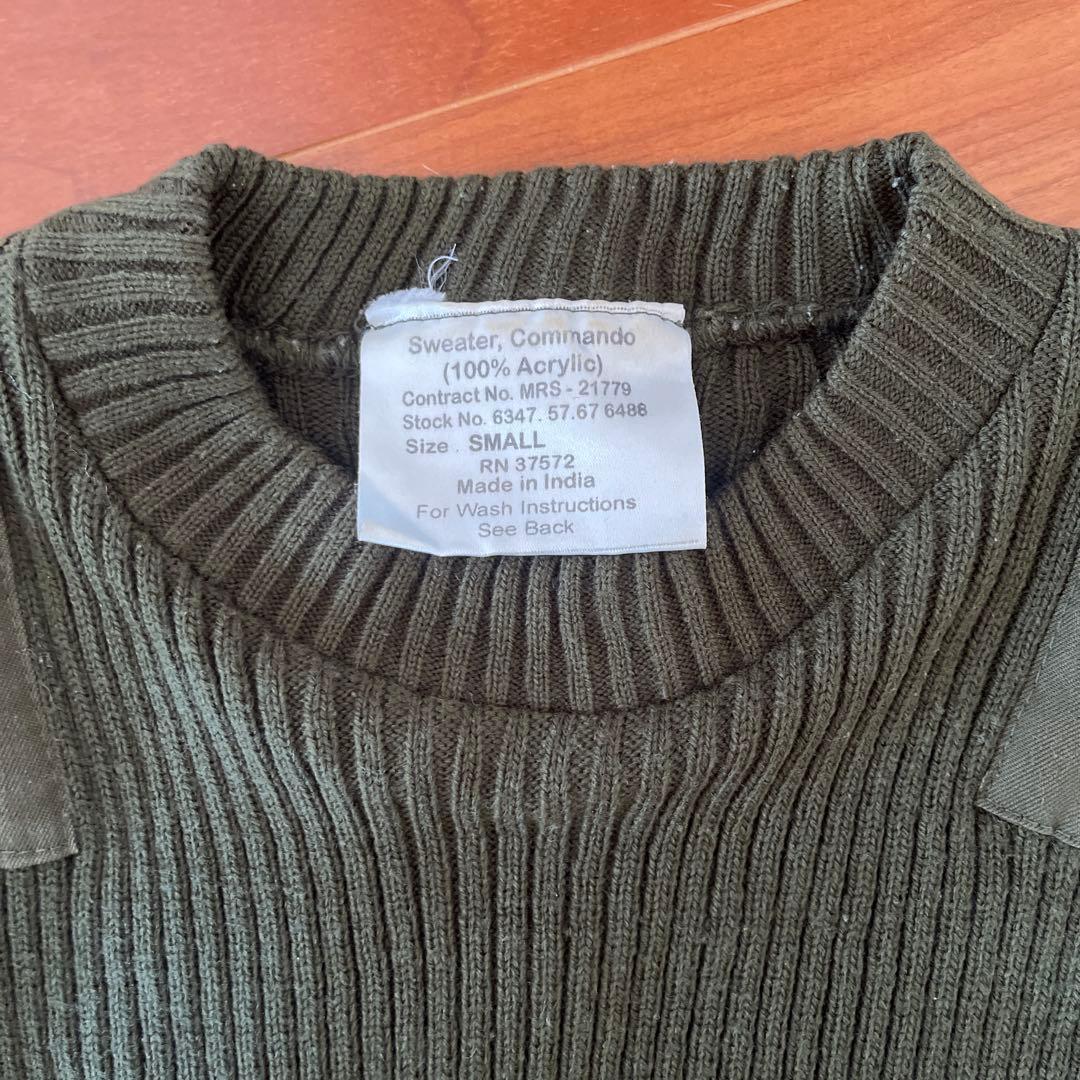 Sweater, Commando
(100% Acrylic)
Contract No. MRS - 21779
Stock No. 6347. 57.67 6486
Size . SMALL
RN 37572
Made in India
For Wash Instructions
See Back